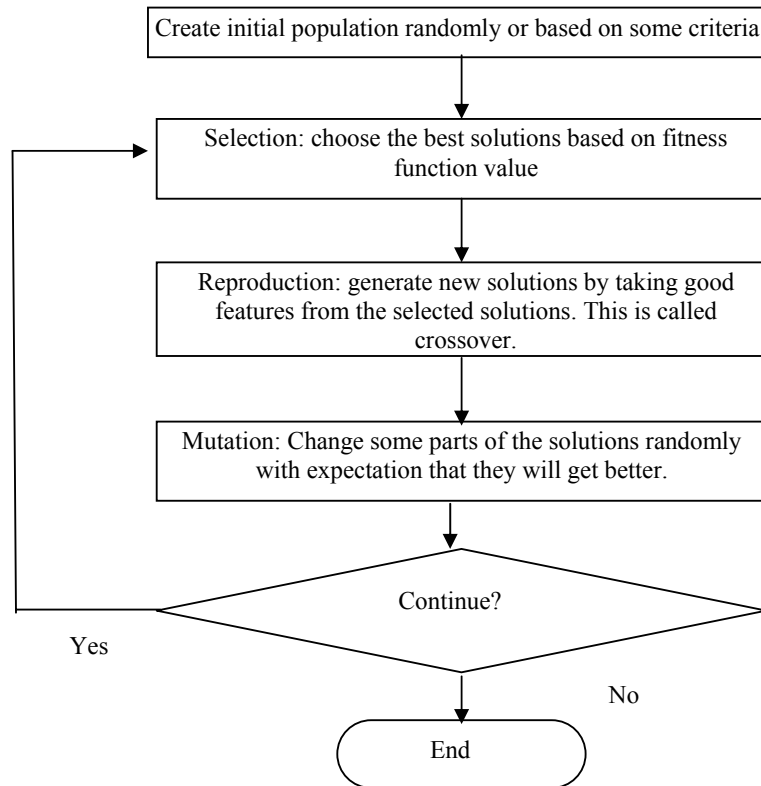 Create initial population randomly or based on some criteria
Selection: choose the best solutions based on fitness
function value
Reproduction: generate new solutions by taking good
features from the selected solutions. This is called
crossover.
Mutation: Change some parts of the solutions randomly
with expectation that they will get better.
Continue?
Yes
No
End